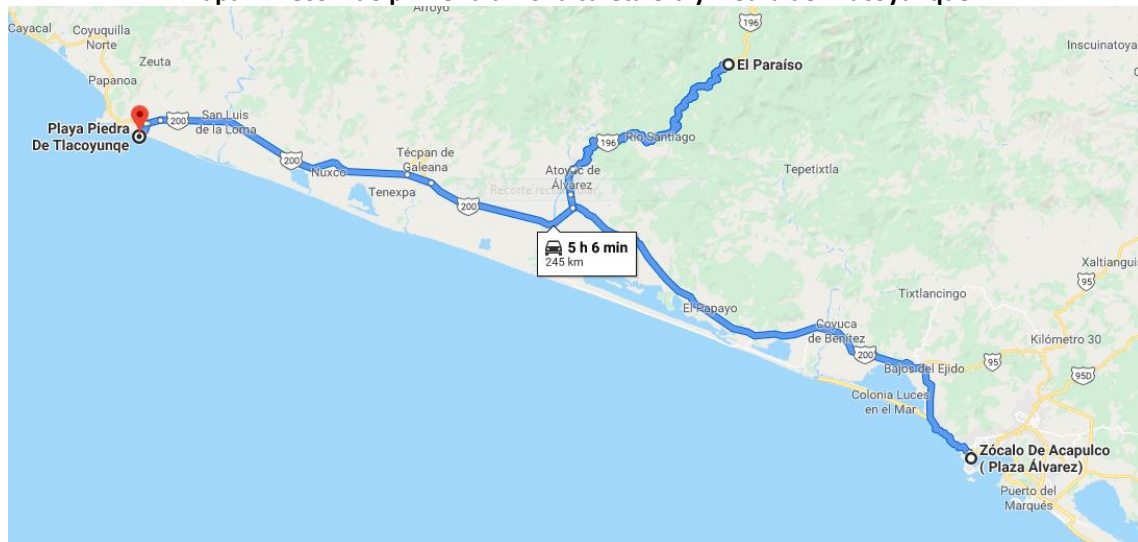 196
Cayacal
Coyuquilla
Norte
Zeuta
Papanoa
Arroyo
Inscuinatoya
El Paraíso
Playa Piedra
De Tlacoyunqe
200
San Luis
de la Loma
196
Río Santiago
200
Nuxco
Técpan de
Galeana
Tenexpa
Atoyac de
Álvarez
Tepetixtla
200
5 h 6 min
245 km
Xaltiangui
95
El Papayo
Tixtlancingo
Coyuca
de Benítez
Kilómetro 30
200
95
95D
Bajos del Ejido
Colonia Luces
en el Mar
Zócalo De Acapulco
( Plaza Álvarez)
Puerto del
Marqués